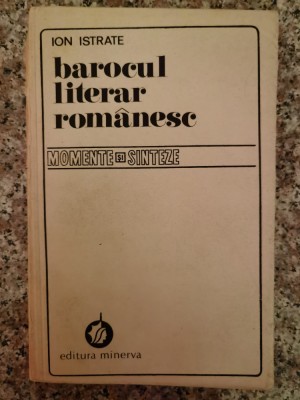 ION ISTRATE
barocul
literar
românesc
MOMENTE ȘI SINTEZE
editura minerva